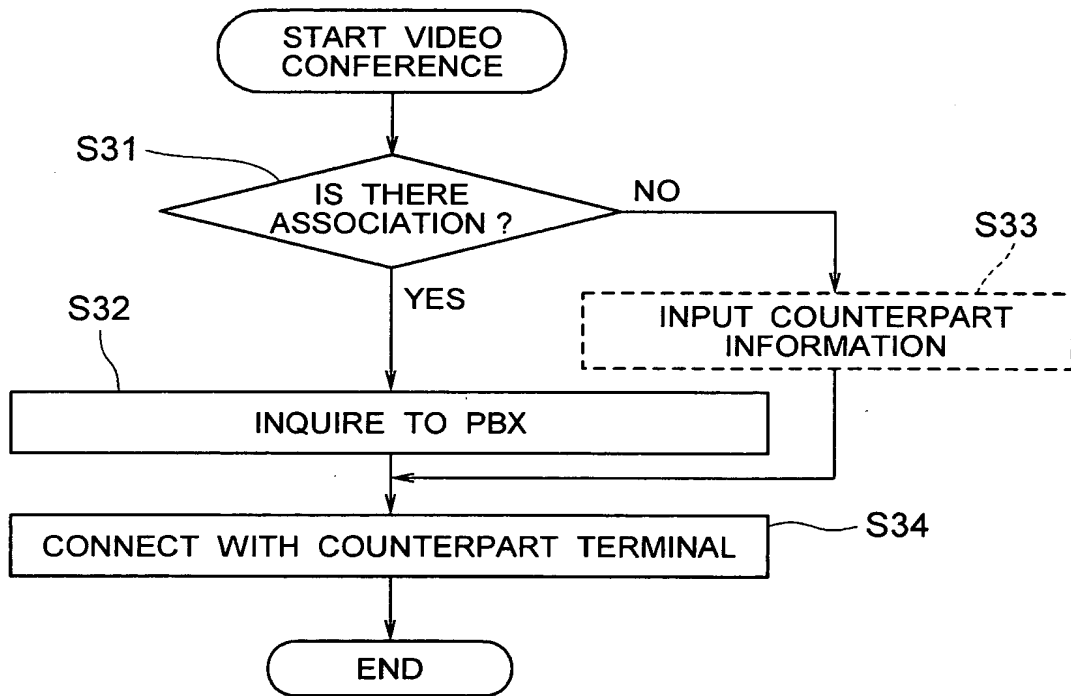 START VIDEO
CONFERENCE
S31
IS THERE
ASSOCIATION ?
NO
S33
YES
INPUT COUNTERPART
INFORMATION
S32
INQUIRE TO PBX
S34
CONNECT WITH COUNTERPART TERMINAL
END